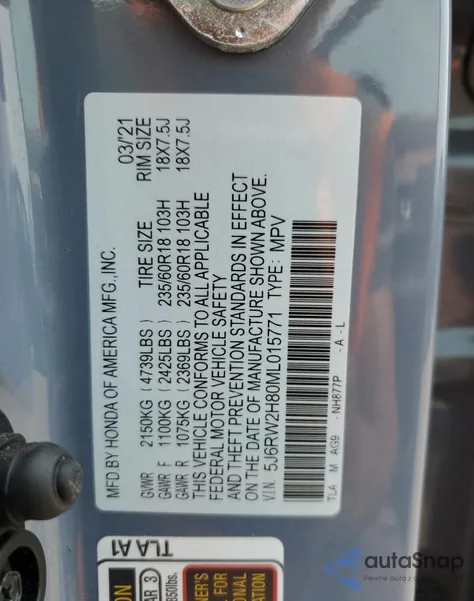 MFD BY HONDA OF AMERICA MFG.,INC. 03/'21
GVWR 2150KG (4739LBS) TIRE SIZE RIM SIZE
GAWR F 1100KG (2425LBS) 235/60R18 103H 18X7.5J
GAWR R 1075KG (2369LBS) 235/60R18 103H 18X7.5J
THIS VEHICLE CONFORMS TO ALL APPLICABLE
FEDERAL MOTOR VEHICLE SAFETY
AND THEFT PREVENTION STANDARDS IN EFFECT
ON THE DATE OF MANUFACTURE SHOWN ABOVE.
V.I.N. 5J6RW2H80ML015771 TYPE: MPV
TLA M AG9 NH877P - A - L
TLA A1
AR 3
850lbs.
autoSnap